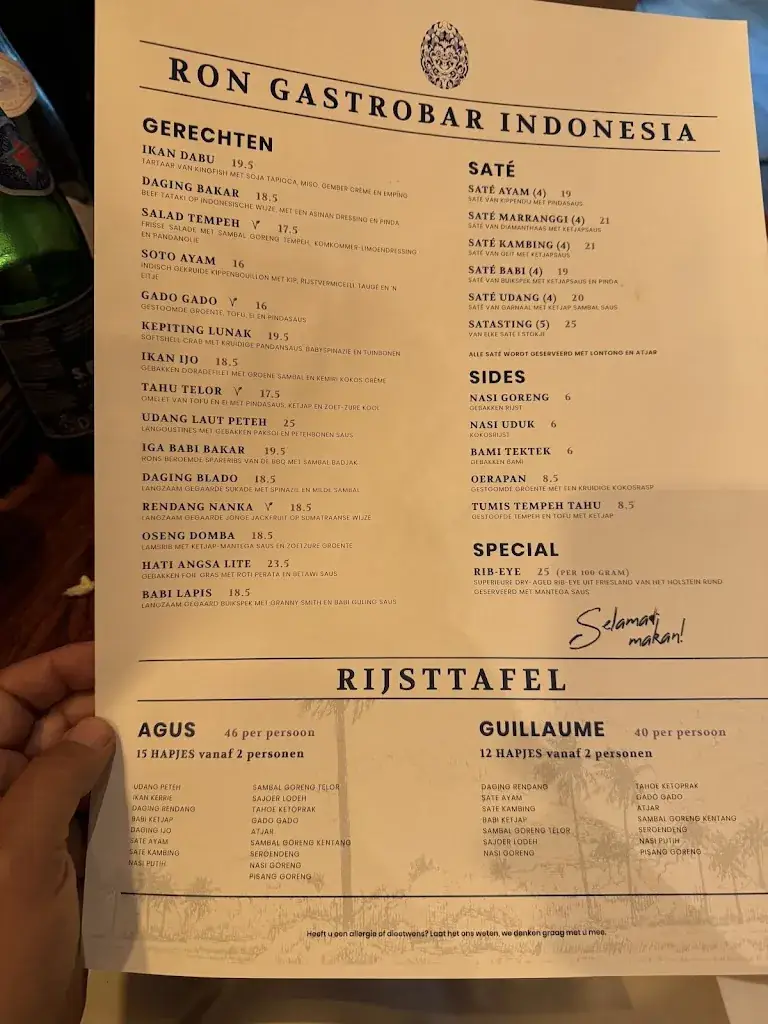 RON GASTROBAR INDONESIA
GERECHTEN
IKAN DABU 19.5
TARTAAR VAN KINGFISH MET SOJA TAPIOCA, MISO, GEMBER CRÈME EN EMPING
DAGING BAKAR 18.5
BEEF TATAKI OP INDONESISCHE WIJZE, MET EEN ASINAN DRESSING EN PINDA
SALAD TEMPEH 17.5
FRISSE SALADE MET SAMBAL GORENG TEMPEH, KOMKOMMER-LIMOENDRESSING
EN PANDANOLIE
SOTO AYAM 16
INDISCH GEKRUIDE KIPPENBOUILLON MET KIP, RIJSTVERMICELLI, TAUGÉ EN 'N
EITJE
GADO GADO 16
GESTOOMDE GROENTE, TOFU, EI EN PINDASAUS
KEPITING LUNAK 19.5
SOFTSHELL CRAB MET KRUIDIGE PANDANSAUS, BABYSPINAZIE EN TUINBONEN
IKAN IJO 18.5
GEBAKKEN DORADEFILET MET GROENE SAMBAL EN KEMIRI KOKOS CRÈME
TAHU TELOR 17.5
OMELET VAN TOFU EN EI MET PINDASAUS, KETJAP EN ZOET-ZURE KOOL
UDANG LAUT PETEH 25
LANGOUSTINES MET GEBAKKEN PAKSOI EN PETEHBONEN SAUS
IGA BABI BAKAR 19.5
RONS BEROEMDE SPARERIBS VAN DE BBQ MET SAMBAL BADJAK
DAGING BLADO 18.5
LANGZAAM GEGAARDE SUKADE MET SPINAZIE EN MILDE SAMBAL
RENDANG NANKA 18.5
LANGZAAM GEGAARDE JONGE JACKFRUIT OP SUMATRAANSE WIJZE
OSENG DOMBA 18.5
LAMSRIB MET KETJAP-MANTEGA SAUS EN ZOETZURE GROENTE
HATI ANGSA LITE 23.5
GEBAKKEN FOIE GRAS MET ROTI PERATA EN BETAWI SAUS
BABI LAPIS 18.5
LANGZAAM GEGAARD BUIKSPEK MET GRANNY SMITH EN BABI GULING SAUS
SATÉ
SATÉ AYAM (4) 19
SATÉ VAN KIPPENDIJ MET PINDASAUS
SATÉ MARRANGGI (4) 21
SATÉ VAN DIAMANTHAAS MET KETJAPSAUS
SATÉ KAMBING (4) 21
SATÉ VAN GEIT MET KETJAPSAUS
SATÉ BABI (4) 19
SATÉ VAN BUIKSPEK MET KETJAPSAUS EN PINDA
SATÉ UDANG (4) 20
SATÉ VAN GARNAAL MET KETJAP SAMBAL SAUS
SATASTING (5) 25
VAN ELKE SATÉ 1 STOKJE
ALLE SATÉ WORDT GESERVEERD MET LONTONG EN ATJAR
SIDES
NASI GORENG 6
GEBAKKEN RIJST
NASI UDUK 6
KOKOSRIJST
BAMI TEKTEK 6
GEBAKKEN BAMI
OERAPAN 8.5
GESTOOMDE GROENTE MET EEN KRUIDIGE KOKOSRASP
TUMIS TEMPEH TAHU 8.5
GESTOOFDE TEMPEH EN TOFU MET KETJAP
SPECIAL
RIB-EYE 25 (PER 100 GRAM)
SUPERIEURE DRY-AGED RIB-EYE UIT FRIESLAND VAN HET HOLSTEIN RUND
GESERVEERD MET MANTEGA SAUS
Selamat
makan!
RIJSTTAFEL
AGUS 46 per persoon
15 HAPJES vanaf 2 personen
UDANG PETEH
IKAN KERRIE
DAGING RENDANG
BABI KETJAP
DAGING IJO
SATE AYAM
SATE KAMBING
NASI PUTIH
SAMBAL GORENG TELOR
SAJOER LODEH
TAHOE KETOPRAK
GADO GADO
ATJAR
SAMBAL GORENG KENTANG
SEROENDENG
NASI GORENG
PISANG GORENG
GUILLAUME 40 per persoon
12 HAPJES vanaf 2 personen
DAGING RENDANG
SATE AYAM
SATE KAMBING
BABI KETJAP
SAMBAL GORENG TELOR
SAJOER LODEH
NASI GORENG
TAHOE KETOPRAK
GADO GADO
ATJAR
SAMBAL GORENG KENTANG
SEROENDENG
NASI PUTIH
PISANG GORENG
Heeft u een allergie of dieetwens? Laat het ons weten, we denken graag met u mee.